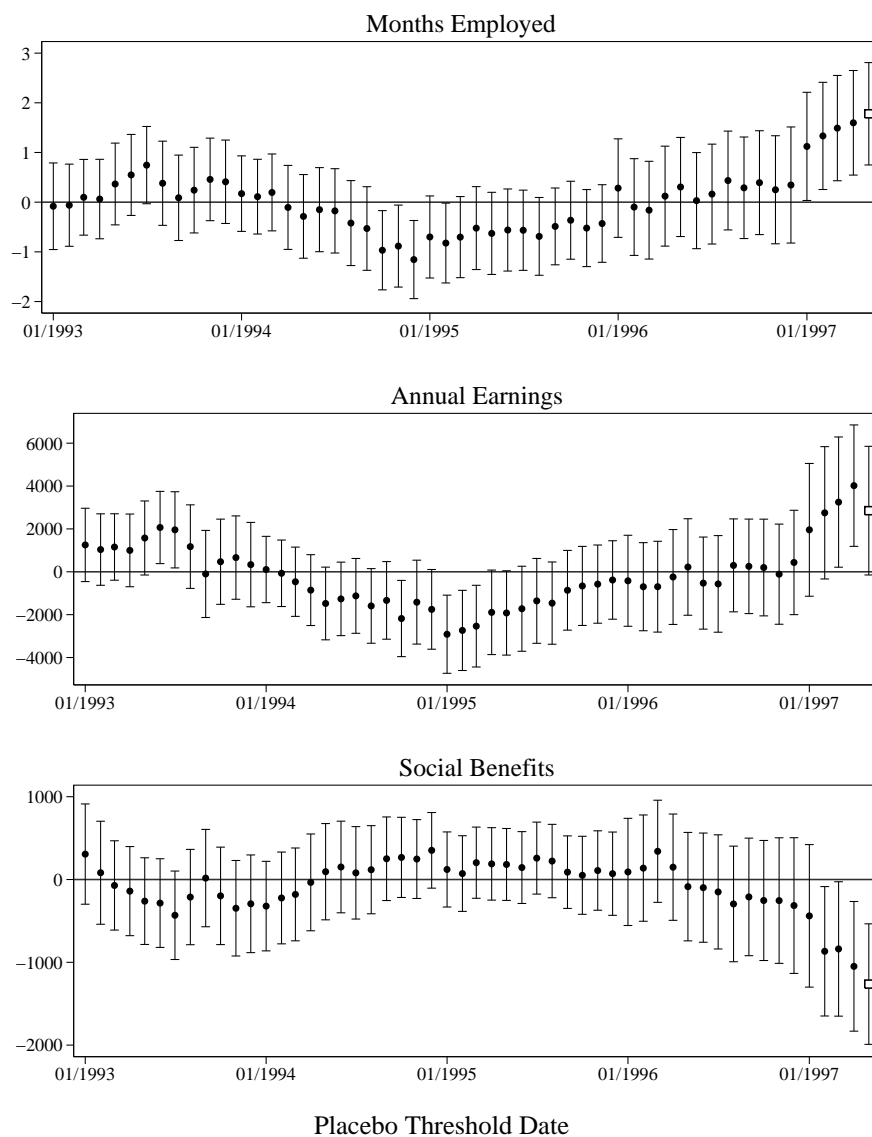 Months Employed
3
2
1
0
−1
−2
01/1993 01/1994 01/1995 01/1996 01/1997
Annual Earnings
6000
4000
2000
0
−2000
−4000
01/1993 01/1994 01/1995 01/1996 01/1997
Social Benefits
1000
0
−1000
−2000
01/1993 01/1994 01/1995 01/1996 01/1997
Placebo Threshold Date